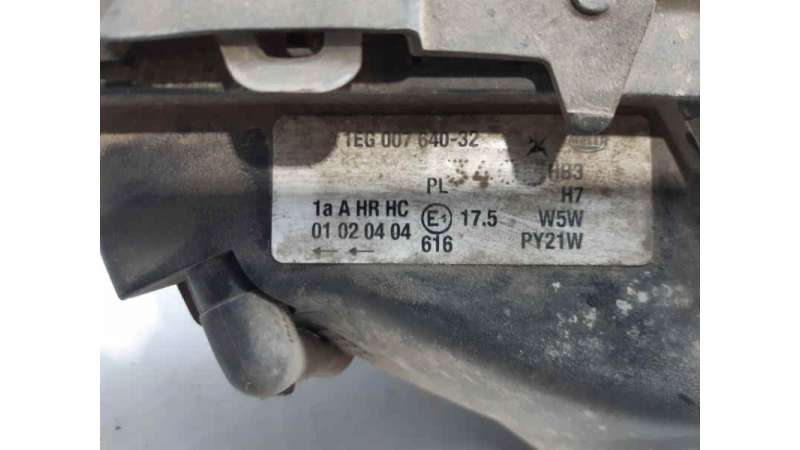 1EG 007 640-32
HB3
PL
H7
1a A HR HC
E1
17.5
W5W
01 02 04 04
616
PY21W